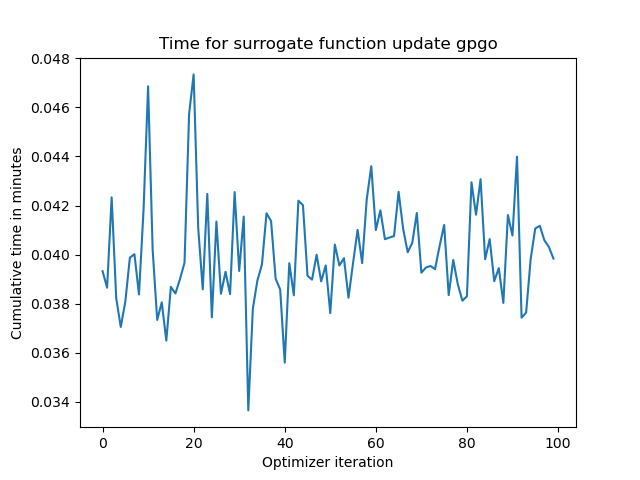 Time for surrogate function update gpgo
0.048
0.046
0.044
0.042
0.040
0.038
0.036
0.034
Cumulative time in minutes
0 20 40 60 80 100
Optimizer iteration